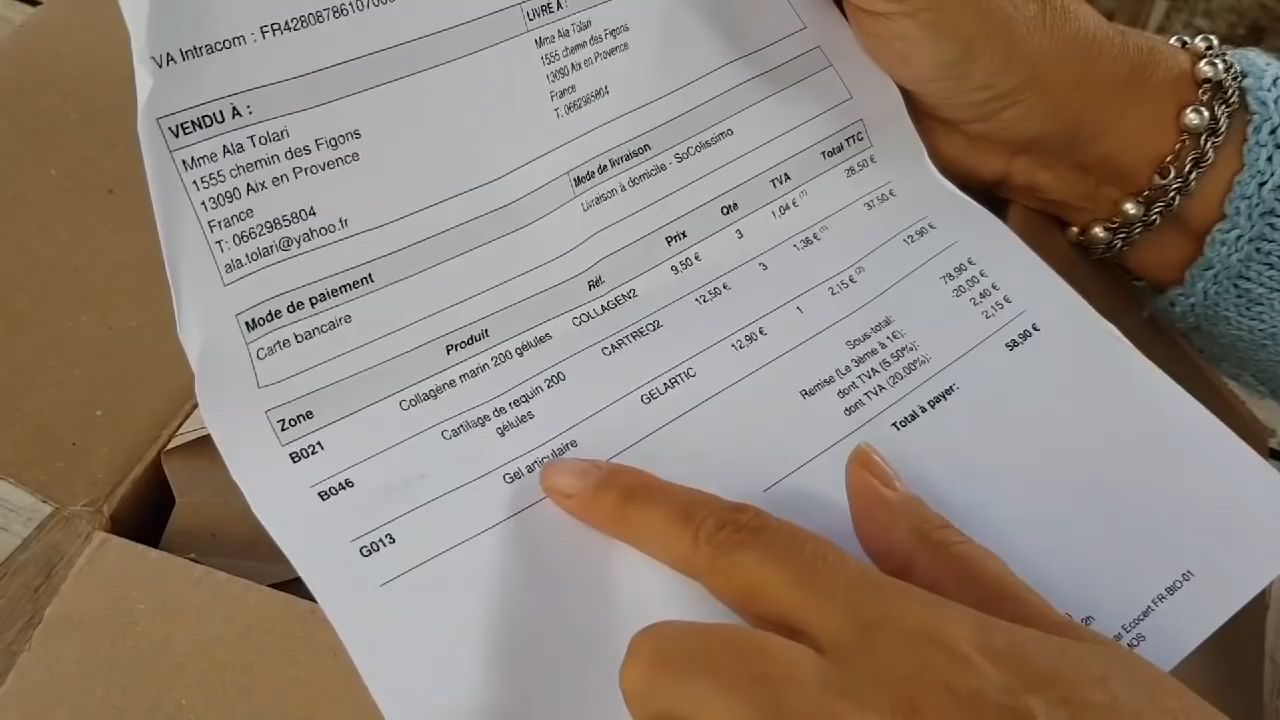 VA Intracom : FR4280878610700
VENDU À :
Mme Ala Tolari
1555 chemin des Figons
13090 Aix en Provence
France
T: 0662985804
ala.tolari@yahoo.fr
LIVRÉ À :
Mme Ala Tolari
1555 chemin des Figons
13090 Aix en Provence
France
T: 0662985804
Mode de paiement
Carte bancaire
Mode de livraison
Livraison à domicile - SoColissimo
Zone Produit Réf. Prix Qté TVA Total TTC
B021 Collagène marin 200 gélules COLLAGEN2 9,50 € 3 1,04 € (1) 28,50 €
B046 Cartilage de requin 200 gélules CARTREQ2 12,50 € 3 1,36 € (1) 37,50 €
G013 Gel articulaire GELARTIC 12,90 € 1 2,15 € (2) 12,90 €
Sous-total: 78,90 €
Remise (Le 3ème à 1€): -20,00 €
dont TVA (5.50%): 2,40 €
dont TVA (20.00%): 2,15 €
Total à payer: 58,90 €
2h
ar Ecocert FR-BIO-01
MOS